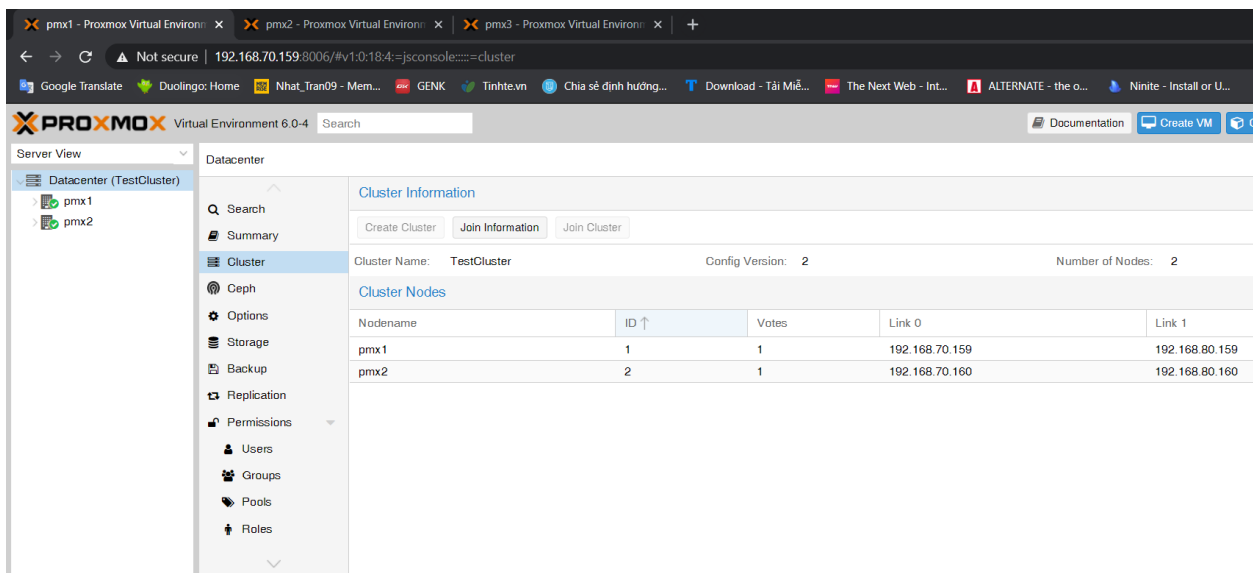 pmx1 - Proxmox Virtual Environm pmx2 - Proxmox Virtual Environm pmx3 - Proxmox Virtual Environm
Not secure 192.168.70.159:8006/#v1:0:18:4:=jsconsole:::::=cluster
Google Translate Duolingo: Home Nhat_Tran09 - Mem... GENK Tinhte.vn Chia sẻ định hướng... Download - Tải Miễ... The Next Web - Int... ALTERNATE - the o... Ninite - Install or U...
PROXMOX Virtual Environment 6.0-4 Search Documentation Create VM
Server View
Datacenter
Datacenter (TestCluster)
pmx1
pmx2
Search
Summary
Cluster
Ceph
Options
Storage
Backup
Replication
Permissions
Users
Groups
Pools
Roles
Cluster Information
Create Cluster Join Information Join Cluster
Cluster Name: TestCluster Config Version: 2 Number of Nodes: 2
Cluster Nodes
Nodename ID↑ Votes Link 0 Link 1
pmx1 1 1 192.168.70.159 192.168.80.159
pmx2 2 1 192.168.70.160 192.168.80.160